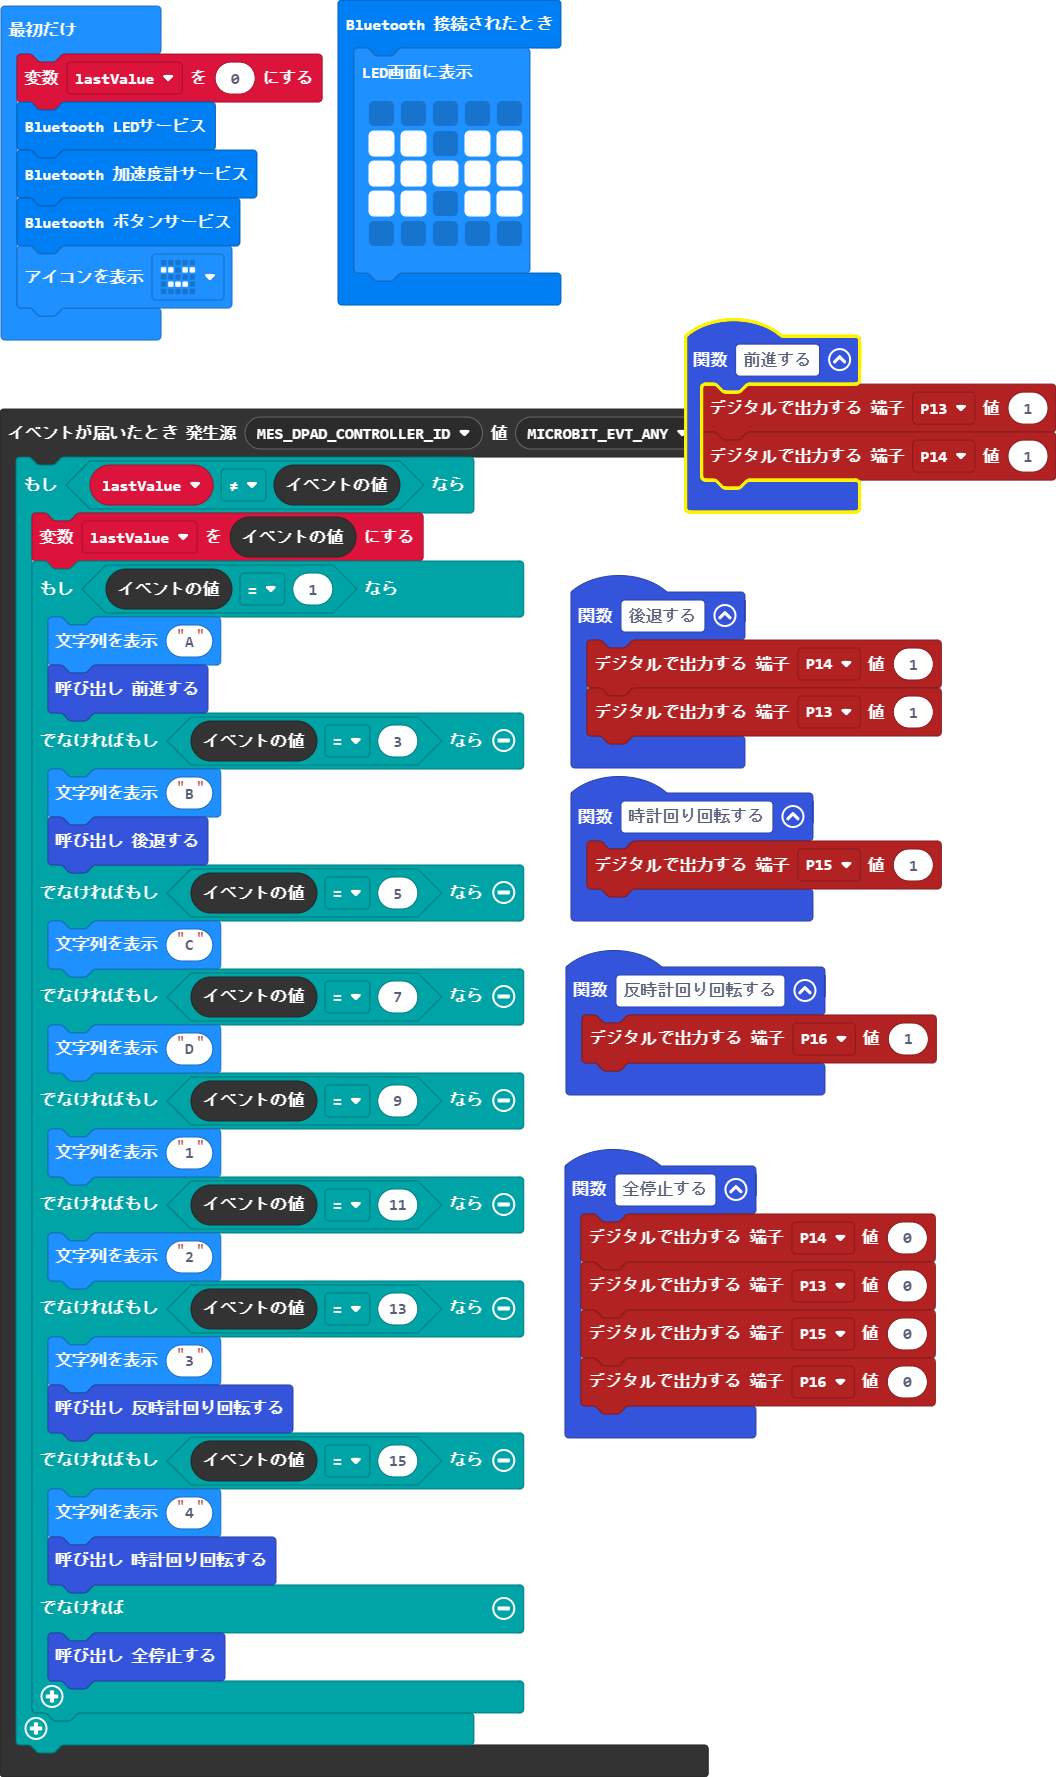 最初だけ
変数 lastValue を 0 にする
Bluetooth LEDサービス
Bluetooth 加速度計サービス
Bluetooth ボタンサービス
アイコンを表示
Bluetooth 接続されたとき
LED画面に表示
イベントが届いたとき 発生源 MES_DPAD_CONTROLLER_ID 値 MICROBIT_EVT_ANY
もし lastValue ≠ イベントの値 なら
変数 lastValue を イベントの値 にする
もし イベントの値 = 1 なら
文字列を表示 "A"
呼び出し 前進する
でなければもし イベントの値 = 3 なら
文字列を表示 "B"
呼び出し 後退する
でなければもし イベントの値 = 5 なら
文字列を表示 "C"
でなければもし イベントの値 = 7 なら
文字列を表示 "D"
でなければもし イベントの値 = 9 なら
文字列を表示 "1"
でなければもし イベントの値 = 11 なら
文字列を表示 "2"
でなければもし イベントの値 = 13 なら
文字列を表示 "3"
呼び出し 反時計回り回転する
でなければもし イベントの値 = 15 なら
文字列を表示 "4"
呼び出し 時計回り回転する
でなければ
呼び出し 全停止する
関数 前進する
デジタルで出力する 端子 P13 値 1
デジタルで出力する 端子 P14 値 1
関数 後退する
デジタルで出力する 端子 P14 値 1
デジタルで出力する 端子 P13 値 1
関数 時計回り回転する
デジタルで出力する 端子 P15 値 1
関数 反時計回り回転する
デジタルで出力する 端子 P16 値 1
関数 全停止する
デジタルで出力する 端子 P14 値 0
デジタルで出力する 端子 P13 値 0
デジタルで出力する 端子 P15 値 0
デジタルで出力する 端子 P16 値 0